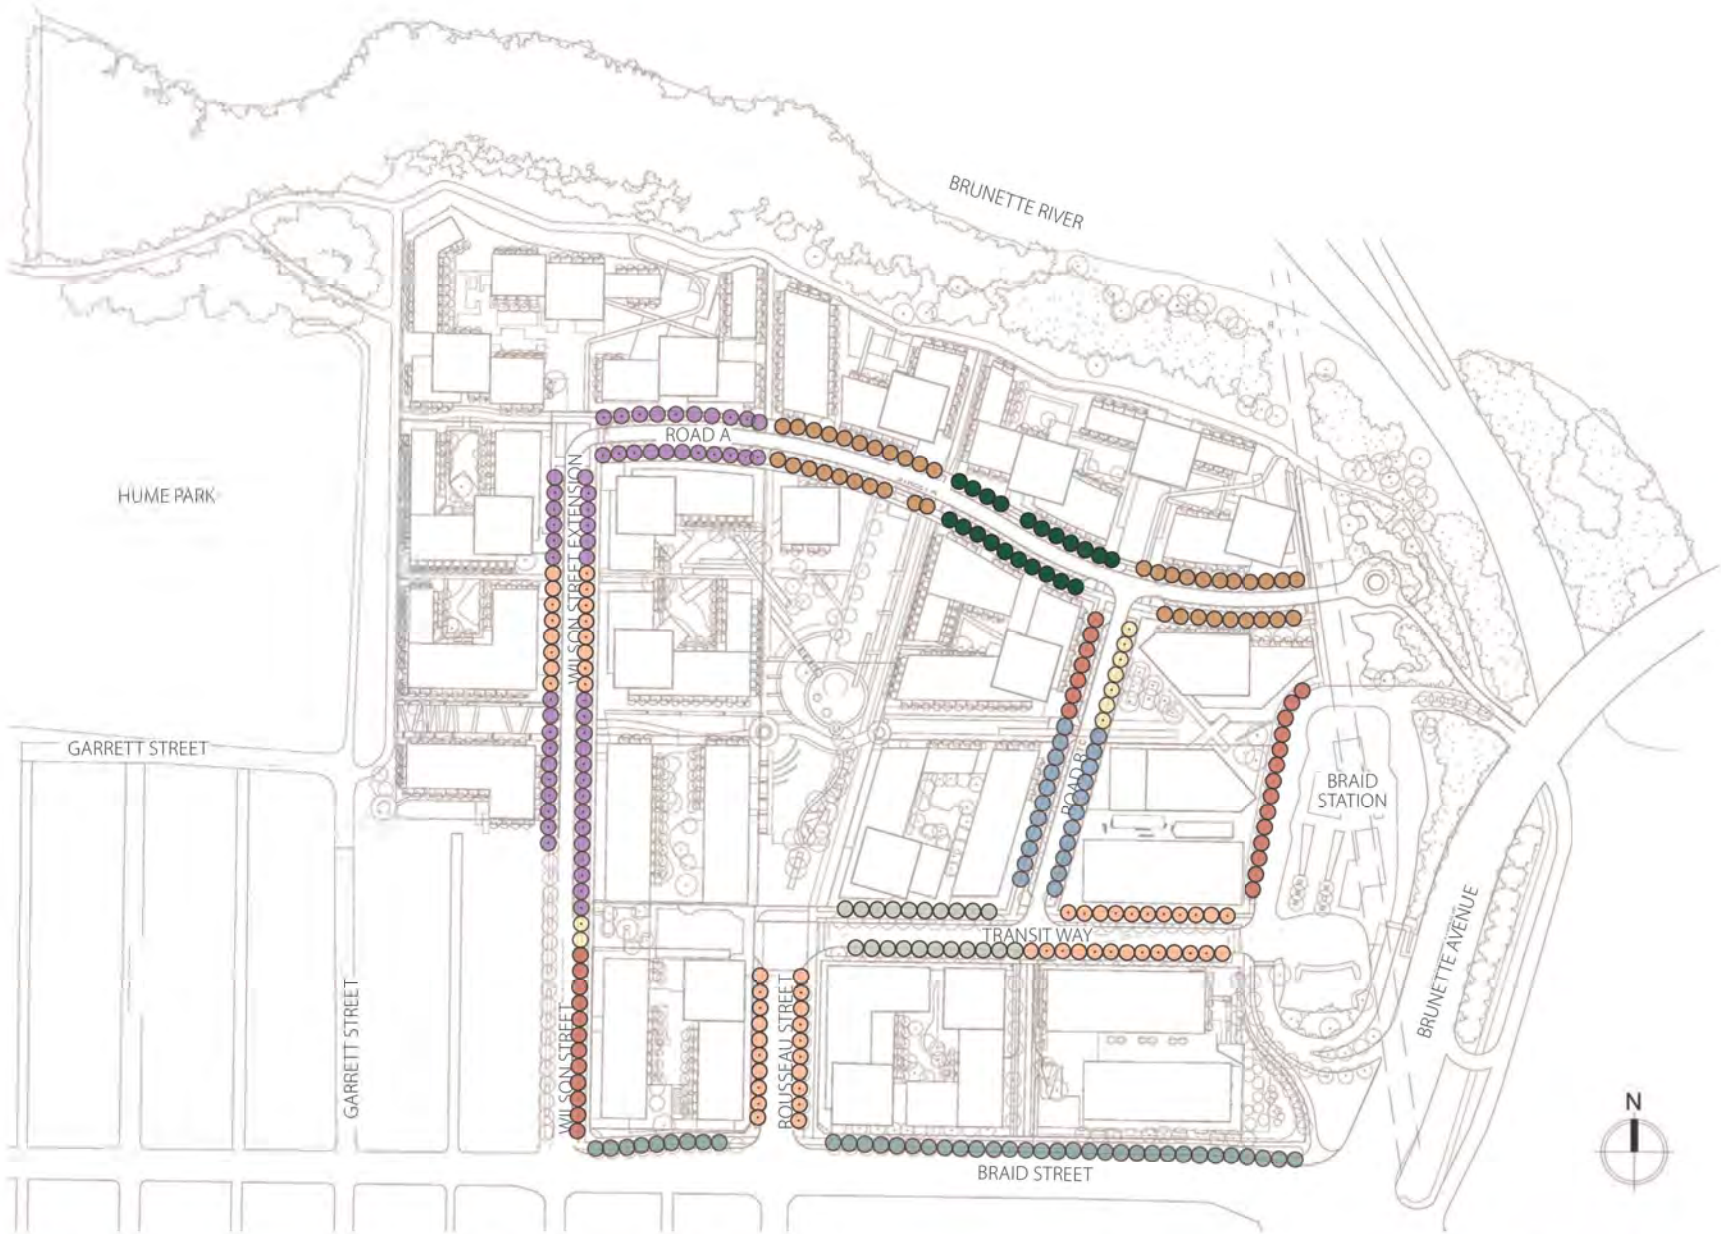 BRUNETTE RIVER
ROAD A
WILSON STREET EXTENSION
HUME PARK
GARRETT STREET
BRAID
STATION
TRANSIT WAY
BRUNETTE AVENUE
GARRETT STREET
WILSON STREET
ROUSSEAU STREET
BRAID STREET
N